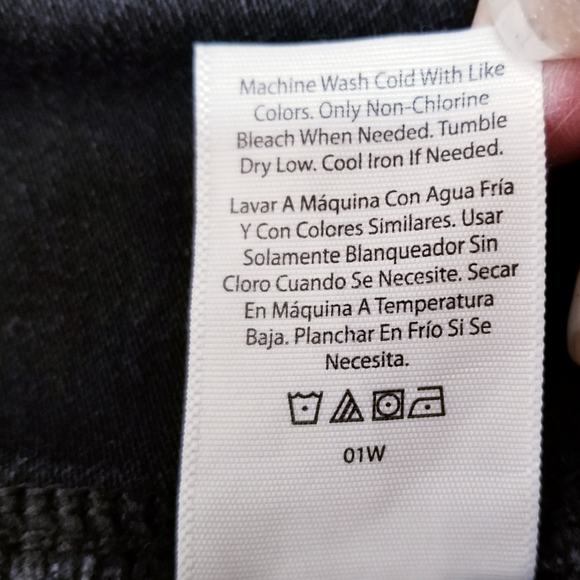 Machine Wash Cold With Like
Colors. Only Non-Chlorine
Bleach When Needed. Tumble
Dry Low. Cool Iron If Needed.
Lavar A Máquina Con Agua Fría
Y Con Colores Similares. Usar
Solamente Blanqueador Sin
Cloro Cuando Se Necesite. Secar
En Máquina A Temperatura
Baja. Planchar En Frío Si Se
Necesita.
01W